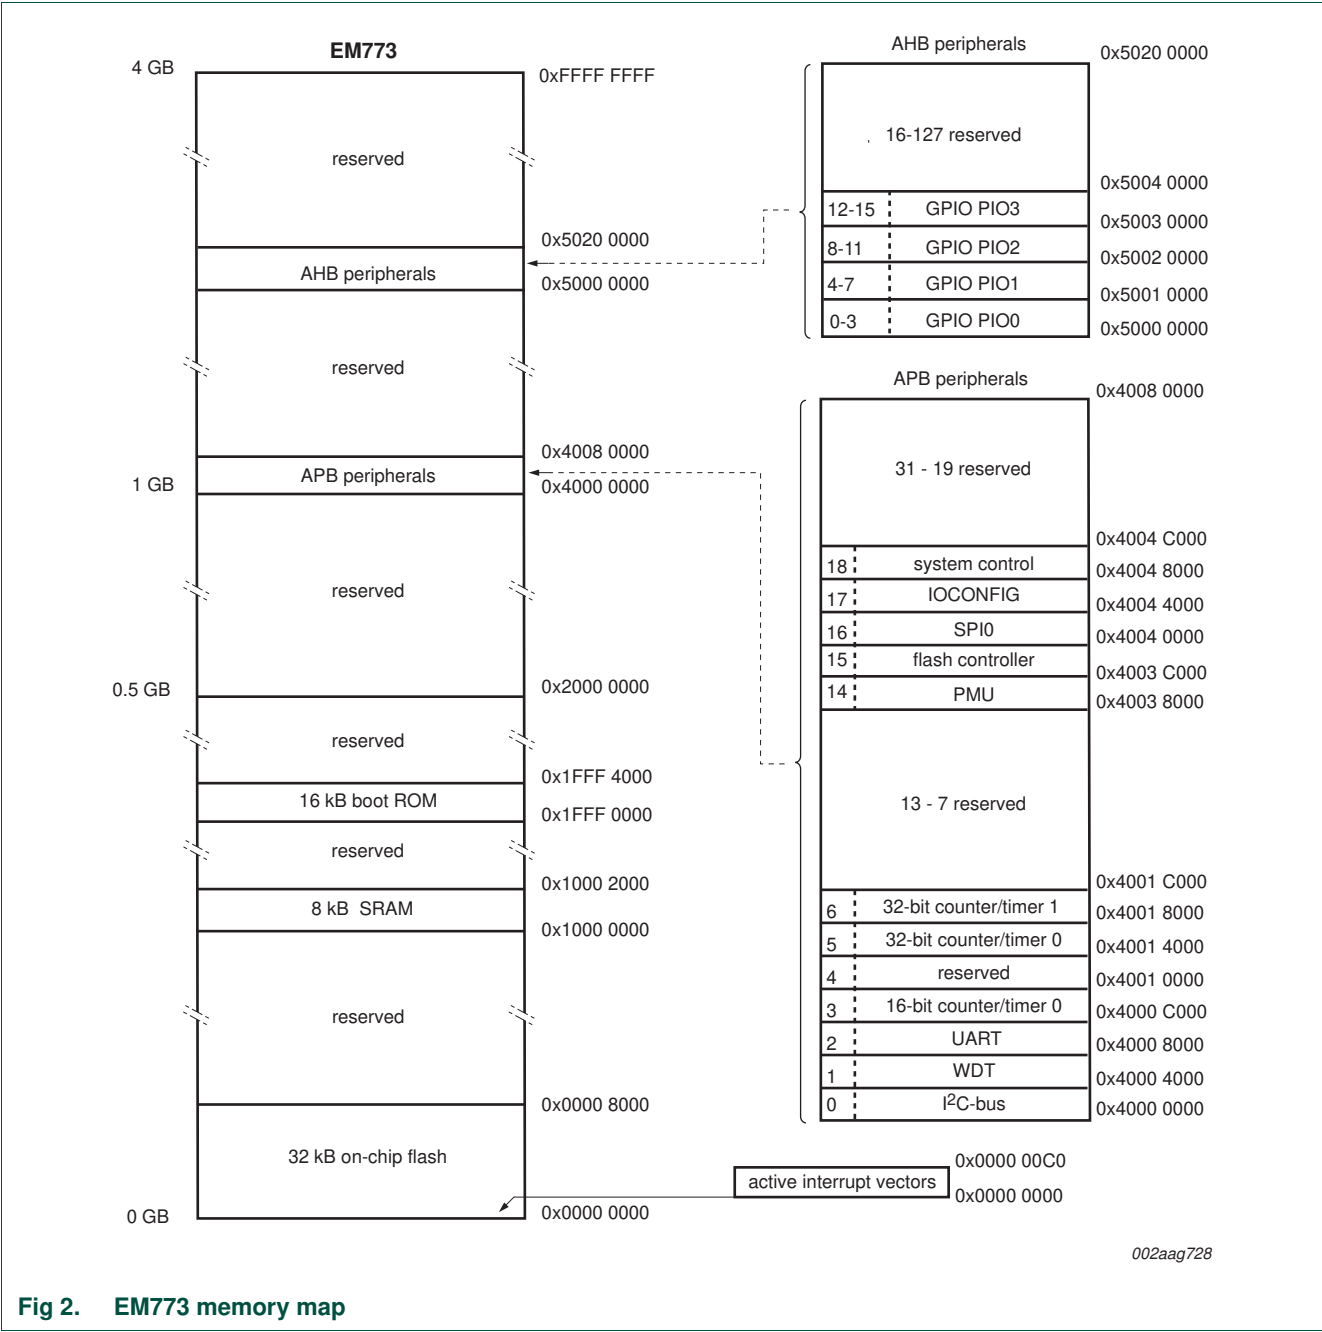 EM773
4 GB
0xFFFF FFFF
reserved
0x5020 0000
AHB peripherals
0x5000 0000
reserved
0x4008 0000
APB peripherals
1 GB
0x4000 0000
reserved
0x2000 0000
0.5 GB
reserved
0x1FFF 4000
16 kB boot ROM
0x1FFF 0000
reserved
0x1000 2000
8 kB SRAM
0x1000 0000
reserved
0x0000 8000
32 kB on-chip flash
0 GB
0x0000 0000
AHB peripherals
0x5020 0000
16-127 reserved
0x5004 0000
12-15 GPIO PIO3
0x5003 0000
8-11 GPIO PIO2
0x5002 0000
4-7 GPIO PIO1
0x5001 0000
0-3 GPIO PIO0
0x5000 0000
APB peripherals
0x4008 0000
31 - 19 reserved
0x4004 C000
18 system control
0x4004 8000
17 IOCONFIG
0x4004 4000
16 SPI0
0x4004 0000
15 flash controller
0x4003 C000
14 PMU
0x4003 8000
13 - 7 reserved
0x4001 C000
6 32-bit counter/timer 1
0x4001 8000
5 32-bit counter/timer 0
0x4001 4000
4 reserved
0x4001 0000
3 16-bit counter/timer 0
0x4000 C000
2 UART
0x4000 8000
1 WDT
0x4000 4000
0 I2C-bus
0x4000 0000
0x0000 00C0
active interrupt vectors
0x0000 0000
002aag728
Fig 2. EM773 memory map